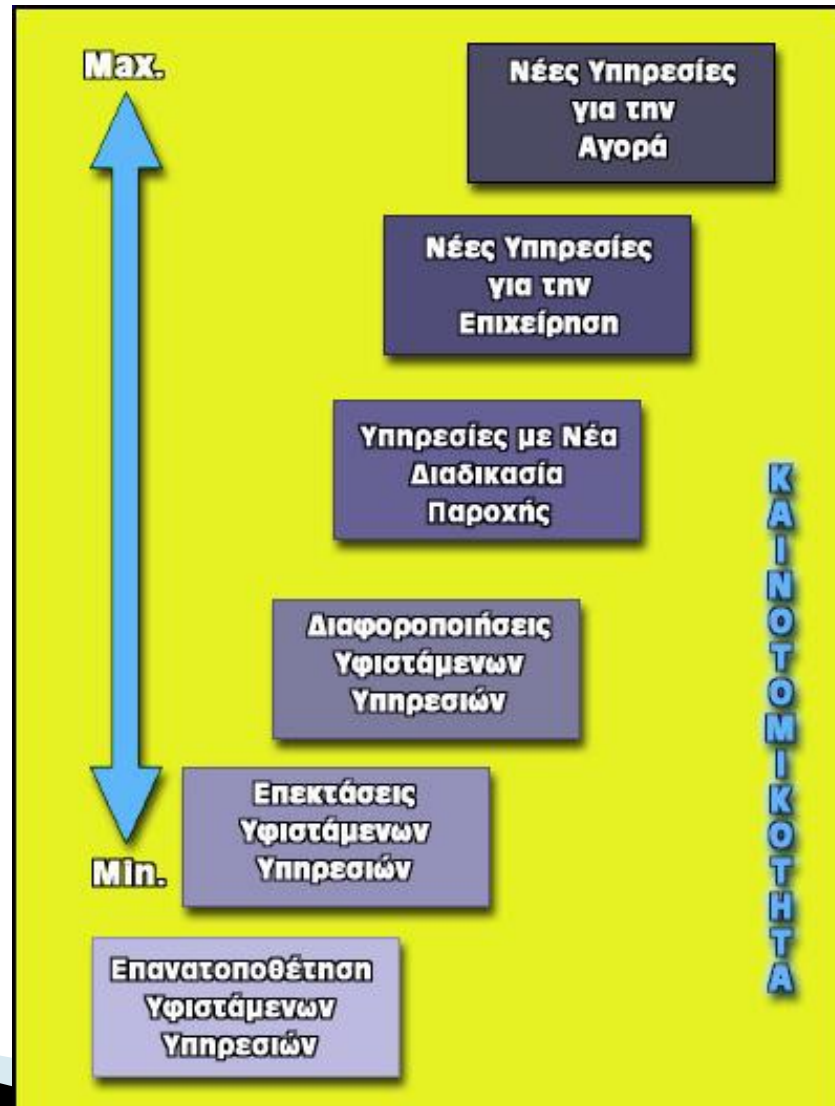 Max.
Νέες Υπηρεσίες
για την
Αγορά
Νέες Υπηρεσίες
για την
Επιχείρηση
Υπηρεσίες με Νέα
Διαδικασία
Παροχής
Διαφοροποιήσεις
Υφιστάμενων
Υπηρεσιών
Επεκτάσεις
Υφιστάμενων
Υπηρεσιών
Min.
Επανατοποθέτηση
Υφιστάμενων
Υπηρεσιών
ΚΑΙΝΟΤΟΜΙΚΟΤΗΤΑ